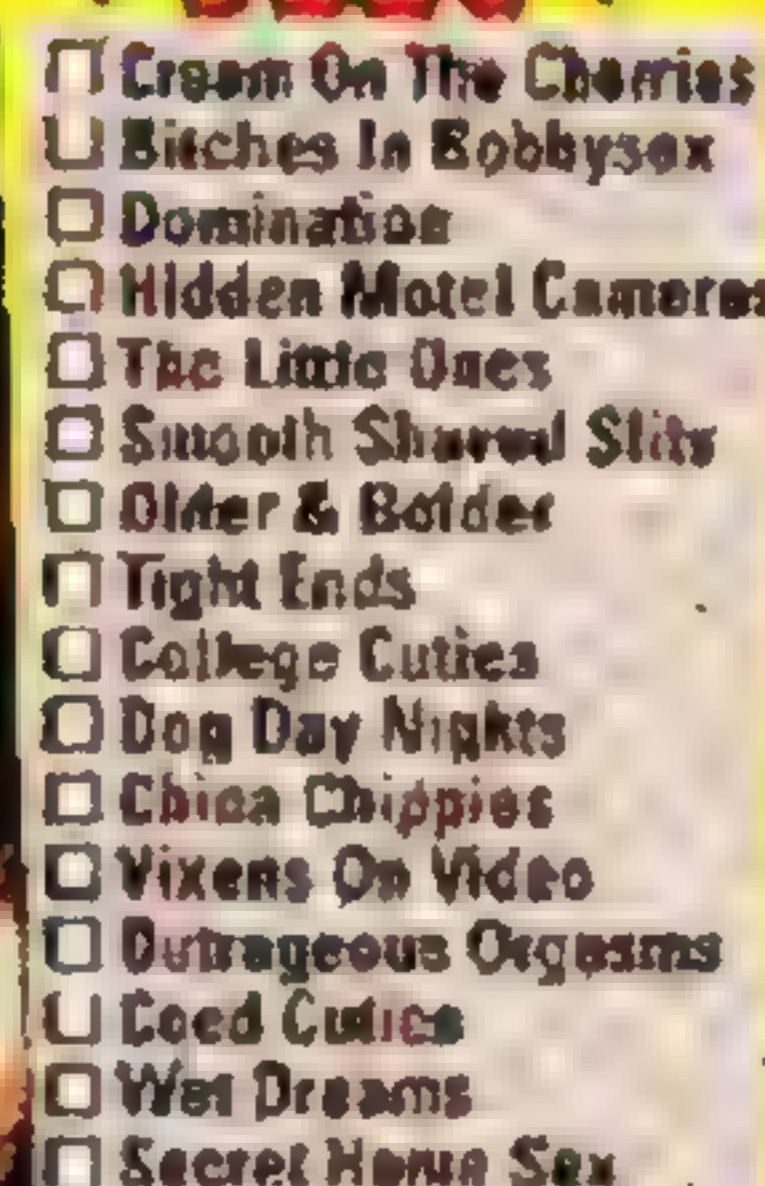 Cream On The Cherries
Bitches In Bobbysox
Domination
Hidden Motel Cameras
The Little Ones
Smooth Shaved Slits
Older & Bolder
Tight Ends
College Cuties
Dog Day Nights
Chica Chippies
Vixens On Video
Outrageous Orgasms
Coed Cuties
Wet Dreams
Secret Home Sex